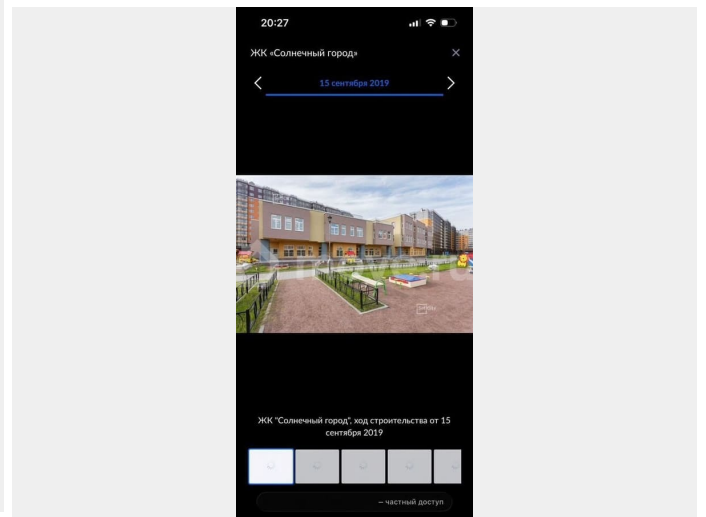 20:27
ЖК «Солнечный город»
15 сентября 2019
ЖК "Солнечный город", ход строительства от 15
сентября 2019
– частный доступ